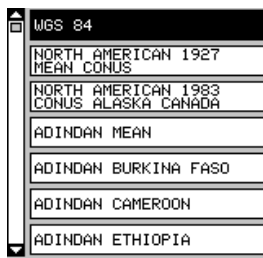 WGS 84
NORTH AMERICAN 1927
MEAN CONUS
NORTH AMERICAN 1983
CONUS ALASKA CANADA
ADINDAN MEAN
ADINDAN BURKINA FASO
ADINDAN CAMEROON
ADINDAN ETHIOPIA